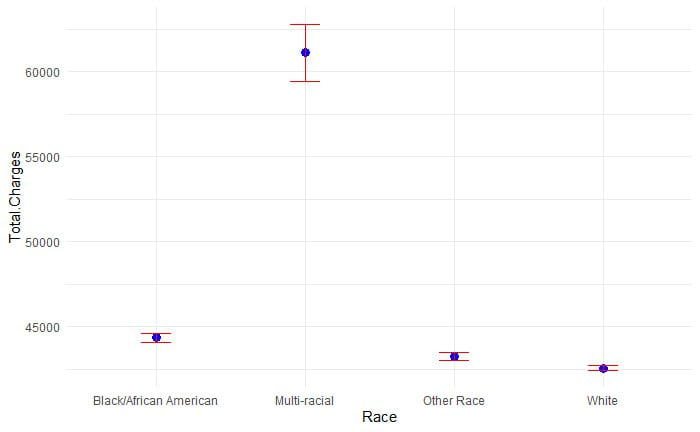 Total.Charges
60000
55000
50000
45000
Black/African American
Multi-racial
Other Race
White
Race